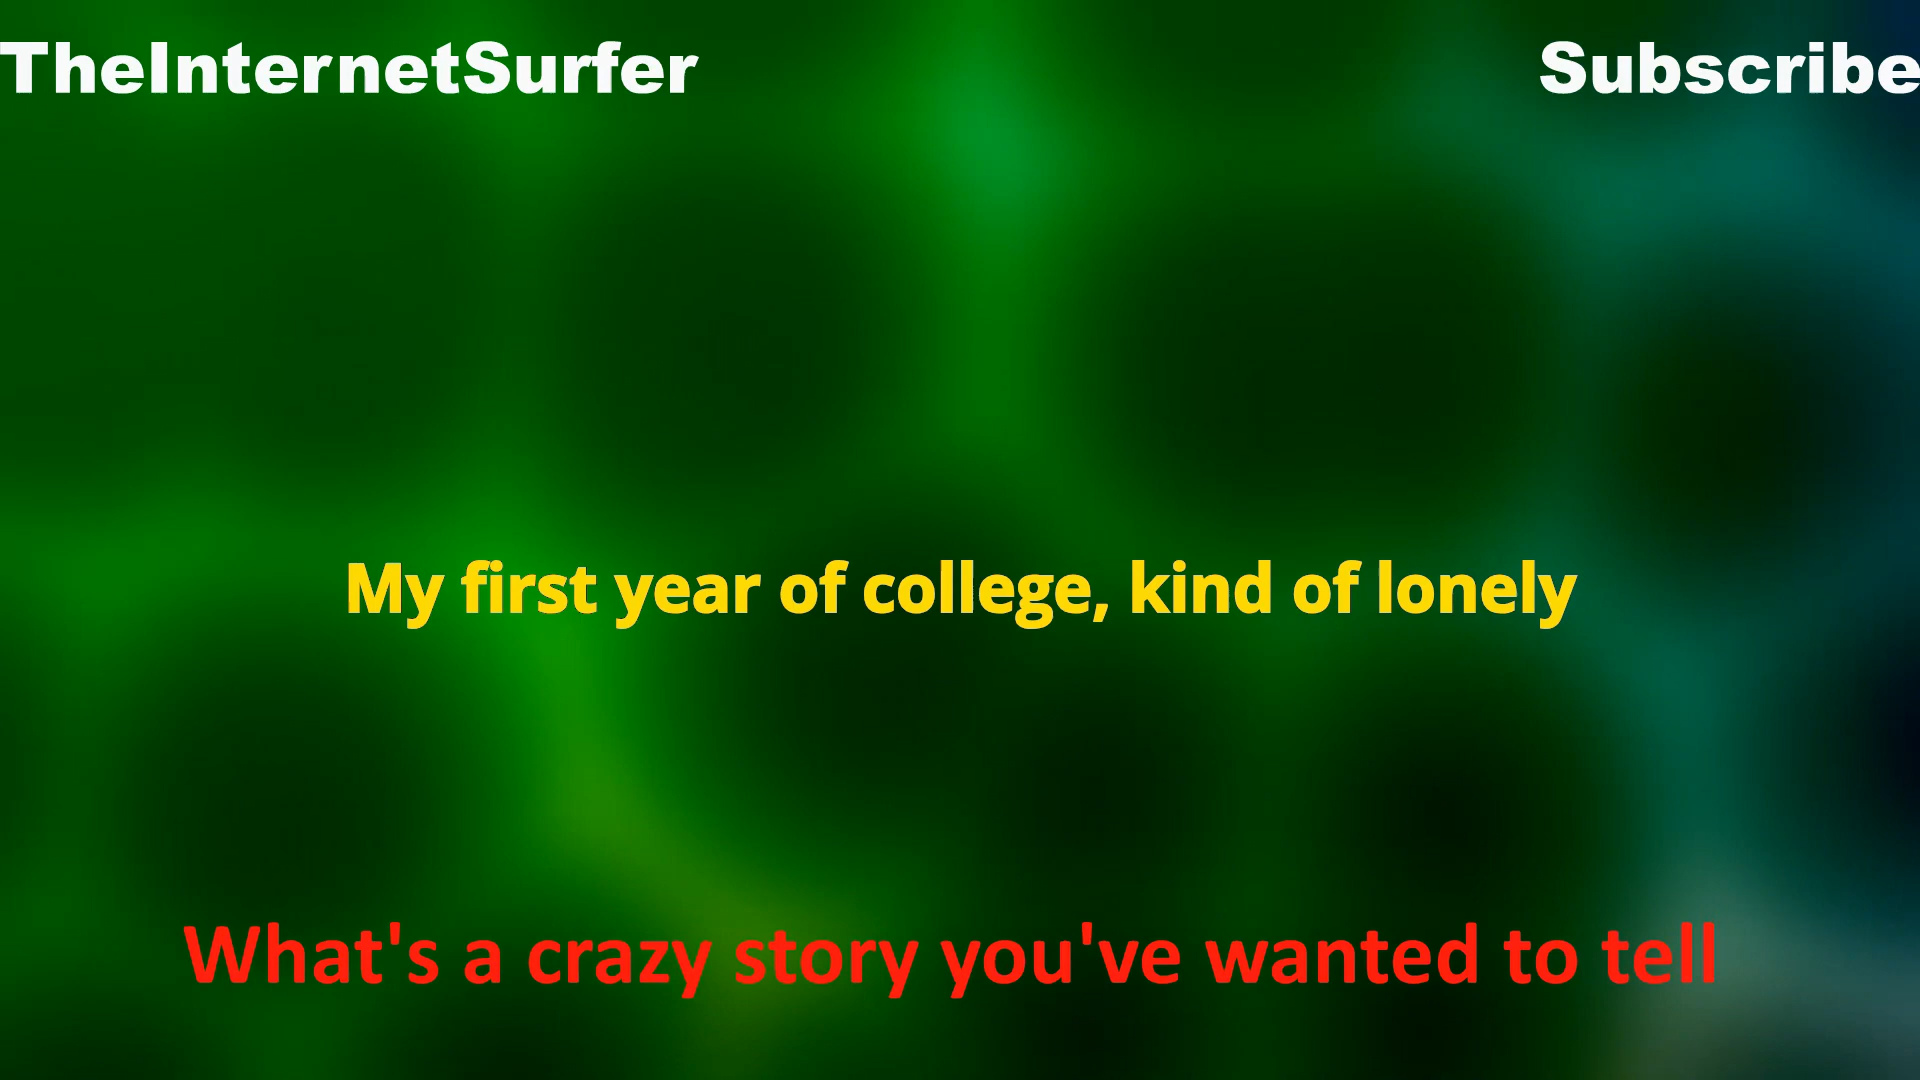 TheInternetSurfer
Subscribe
My first year of college, kind of lonely
What's a crazy story you've wanted to tell